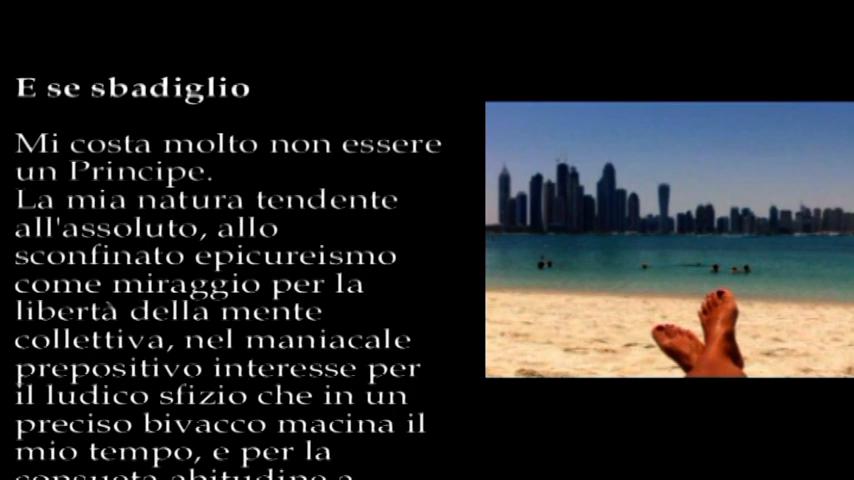 E se sbadiglio
Mi costa molto non essere
un Principe.
La mia natura tendente
all'assoluto, allo
sconfinato epicureismo
come miraggio per la
libertà della mente
collettiva, nel maniacale
prepositivo interesse per
il ludico sfizio che in un
preciso bivacco macina il
mio tempo, e per la
consueta abitudine a